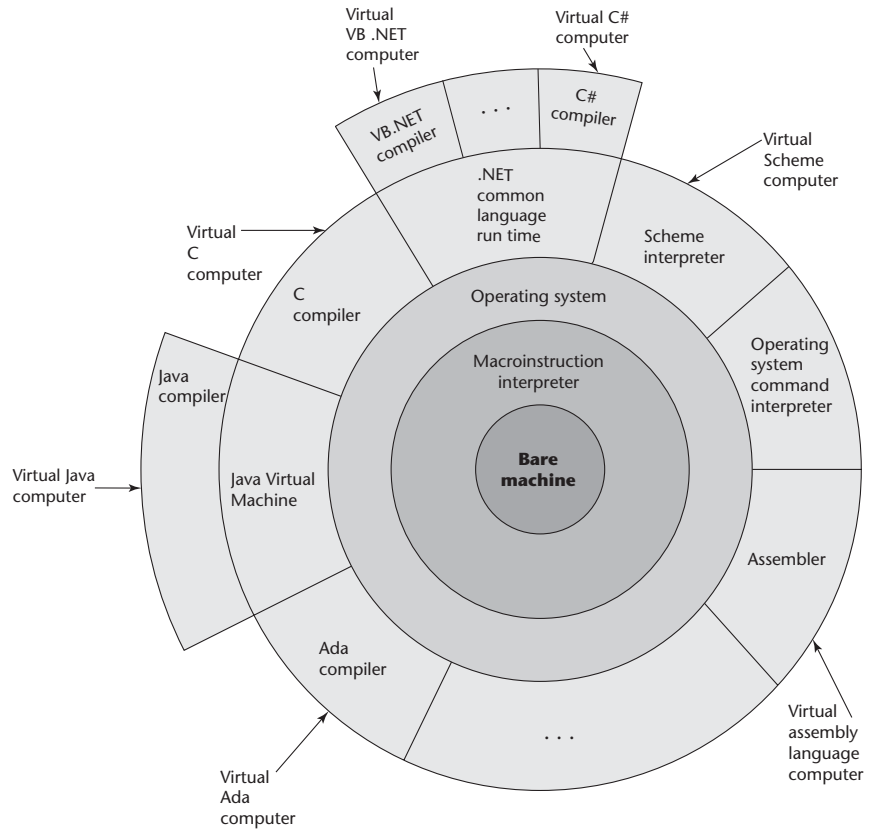 Virtual
VB .NET
computer
Virtual C#
computer
VB.NET
compiler
. . .
C#
compiler
Virtual
Scheme
computer
.NET
common
language
run time
Virtual
C
computer
Scheme
interpreter
C
compiler
Operating system
Operating
system
command
interpreter
Macroinstruction
interpreter
Java
compiler
Bare
machine
Virtual Java
computer
Java Virtual
Machine
Assembler
Ada
compiler
. . .
Virtual
assembly
language
computer
Virtual
Ada
computer